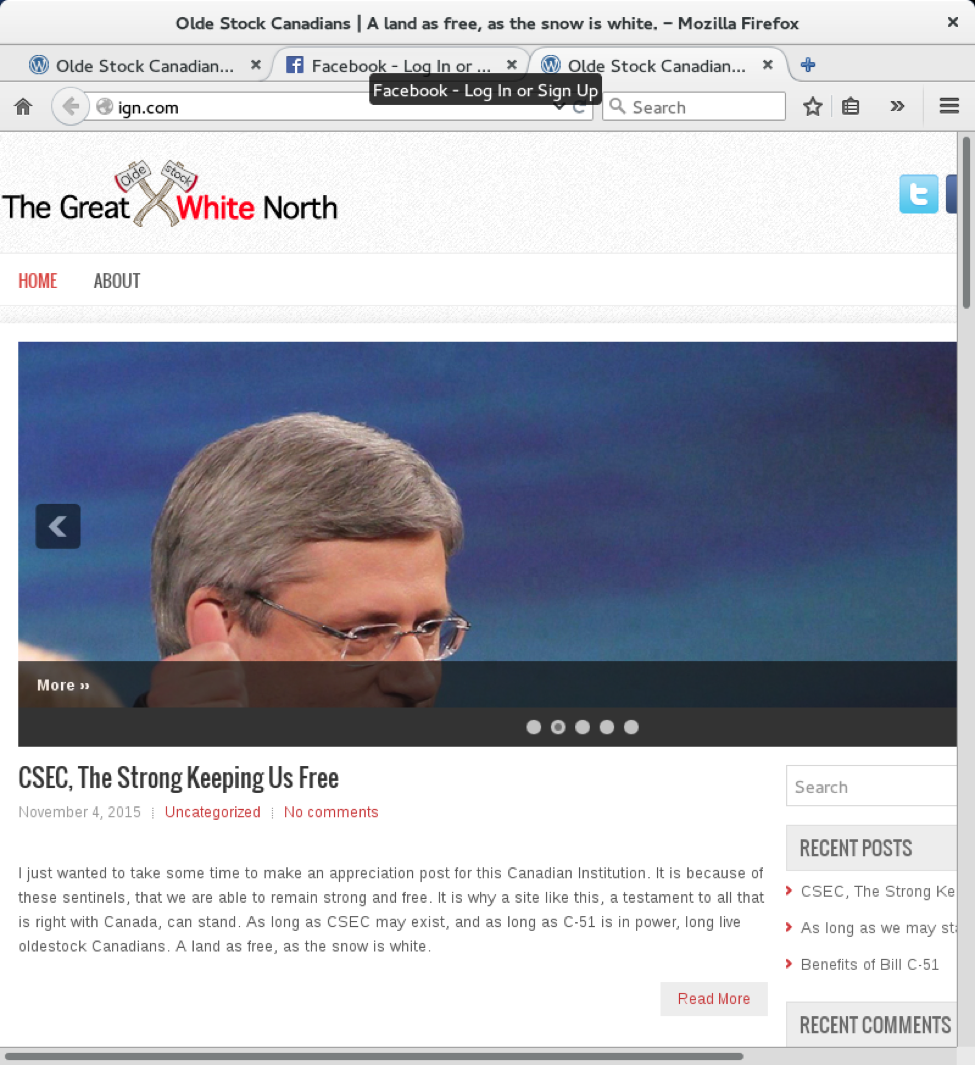 Olde Stock Canadians | A land as free, as the snow is white. – Mozilla Firefox
Olde Stock Canadian...
Facebook - Log In or ...
Olde Stock Canadian...
Facebook - Log In or Sign Up
ign.com
Search
Olde
stock
The Great White North
HOME
ABOUT
More ››
CSEC, The Strong Keeping Us Free
November 4, 2015
Uncategorized
No comments
I just wanted to take some time to make an appreciation post for this Canadian Institution. It is because of
these sentinels, that we are able to remain strong and free. It is why a site like this, a testament to all that
is right with Canada, can stand. As long as CSEC may exist, and as long as C-51 is in power, long live
oldestock Canadians. A land as free, as the snow is white.
Read More
Search
RECENT POSTS
CSEC, The Strong Ke
As long as we may sta
Benefits of Bill C-51
RECENT COMMENTS